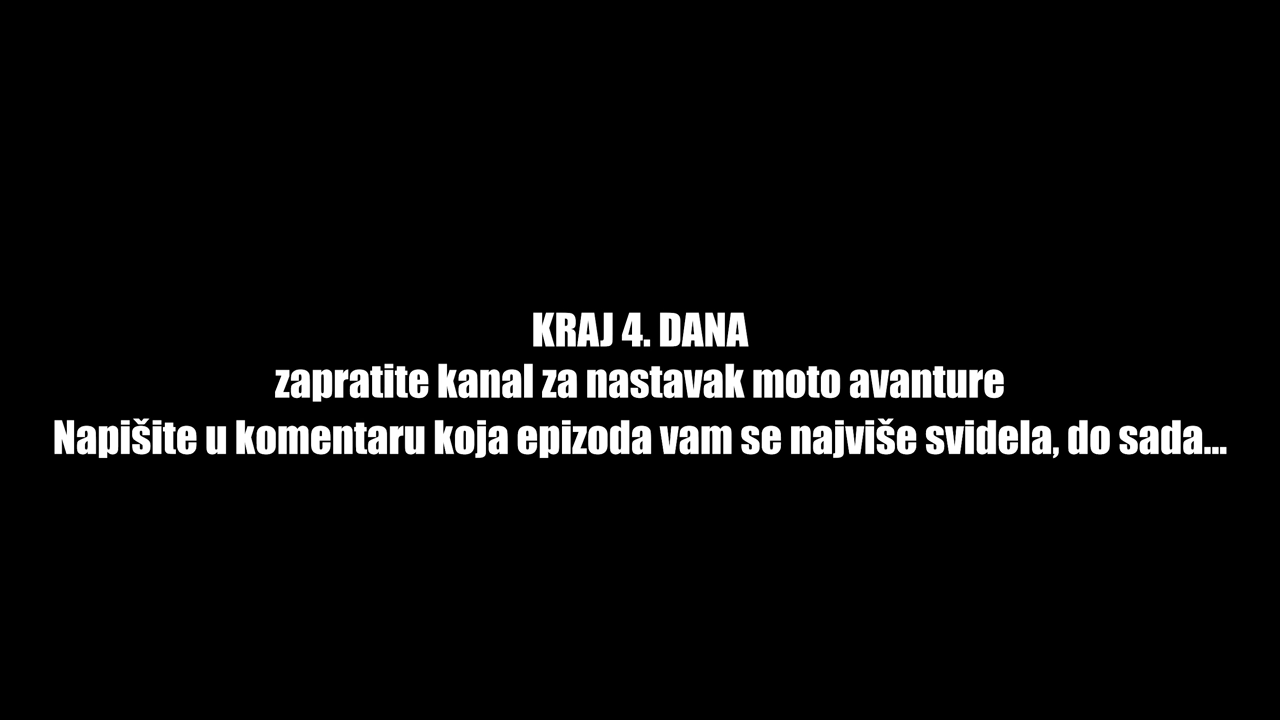 KRAJ 4. DANA
zapratite kanal za nastavak moto avanture
Napišite u komentaru koja epizoda vam se najviše svidela, do sada...